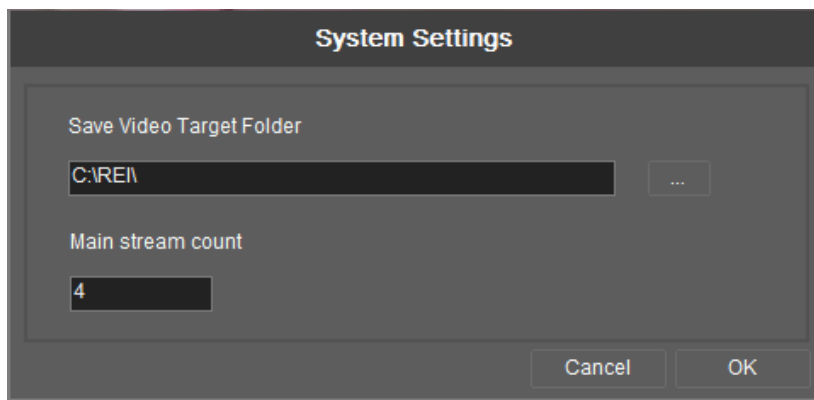 System Settings
Save Video Target Folder
C:\REI\
...
Main stream count
4
Cancel
OK